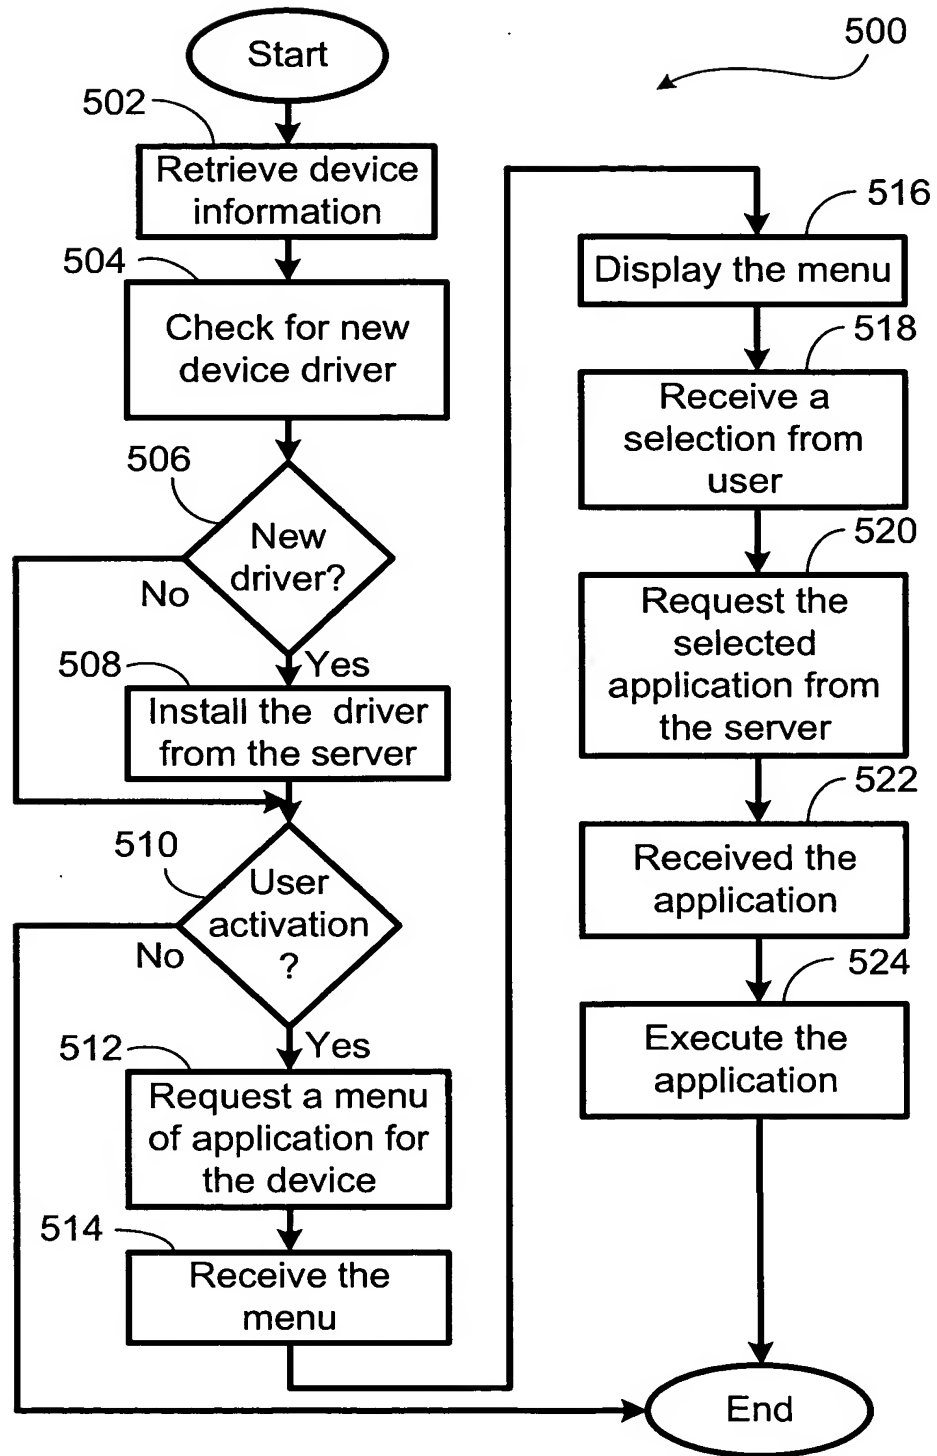 Start
500
502
Retrieve device
information
504
Check for new
device driver
506
New
driver?
No
Yes
508
Install the driver
from the server
510
User
activation
?
No
Yes
512
Request a menu
of application for
the device
514
Receive the
menu
516
Display the menu
518
Receive a
selection from
user
520
Request the
selected
application from
the server
522
Received the
application
524
Execute the
application
End